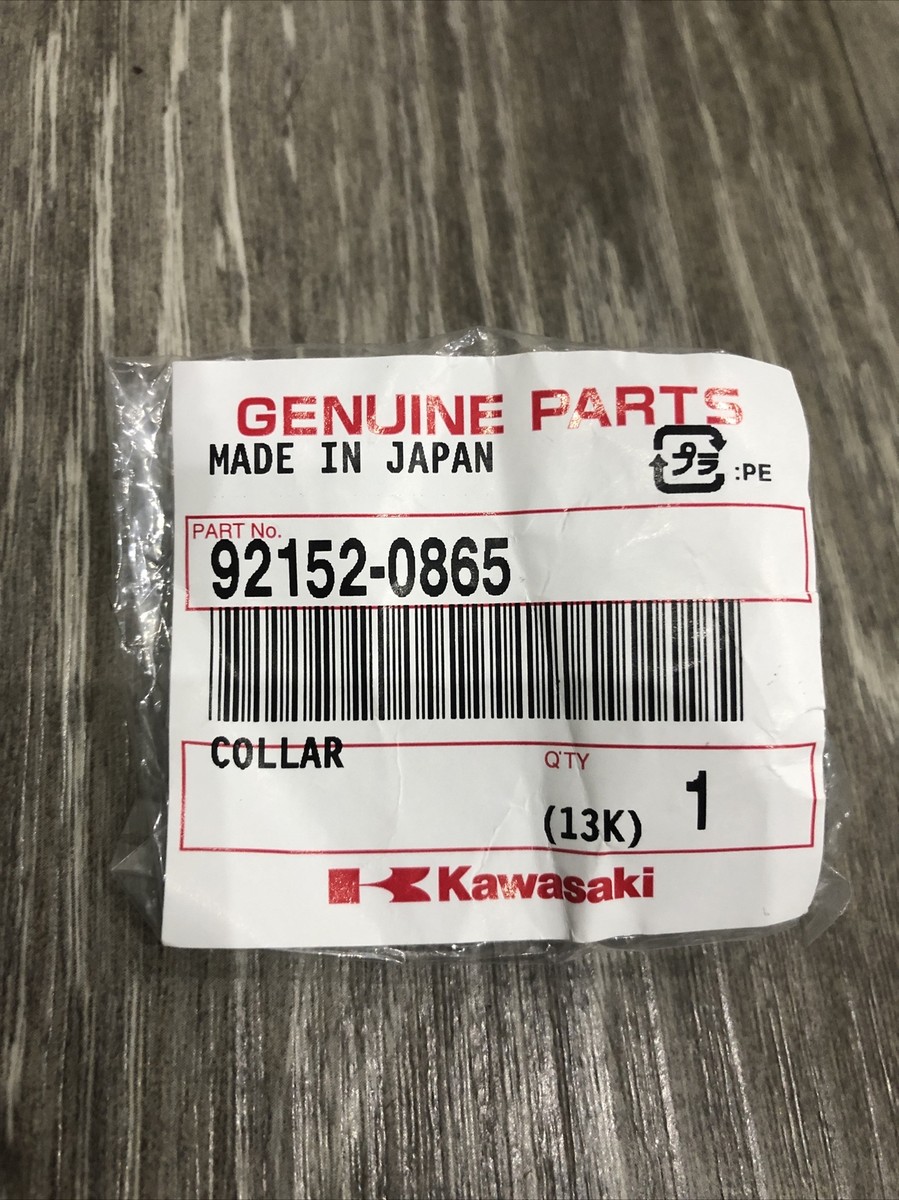 GENUINE PARTS
MADE IN JAPAN
プラ :PE
PART No.
92152-0865
COLLAR
Q'TY
(13K) 1
Kawasaki